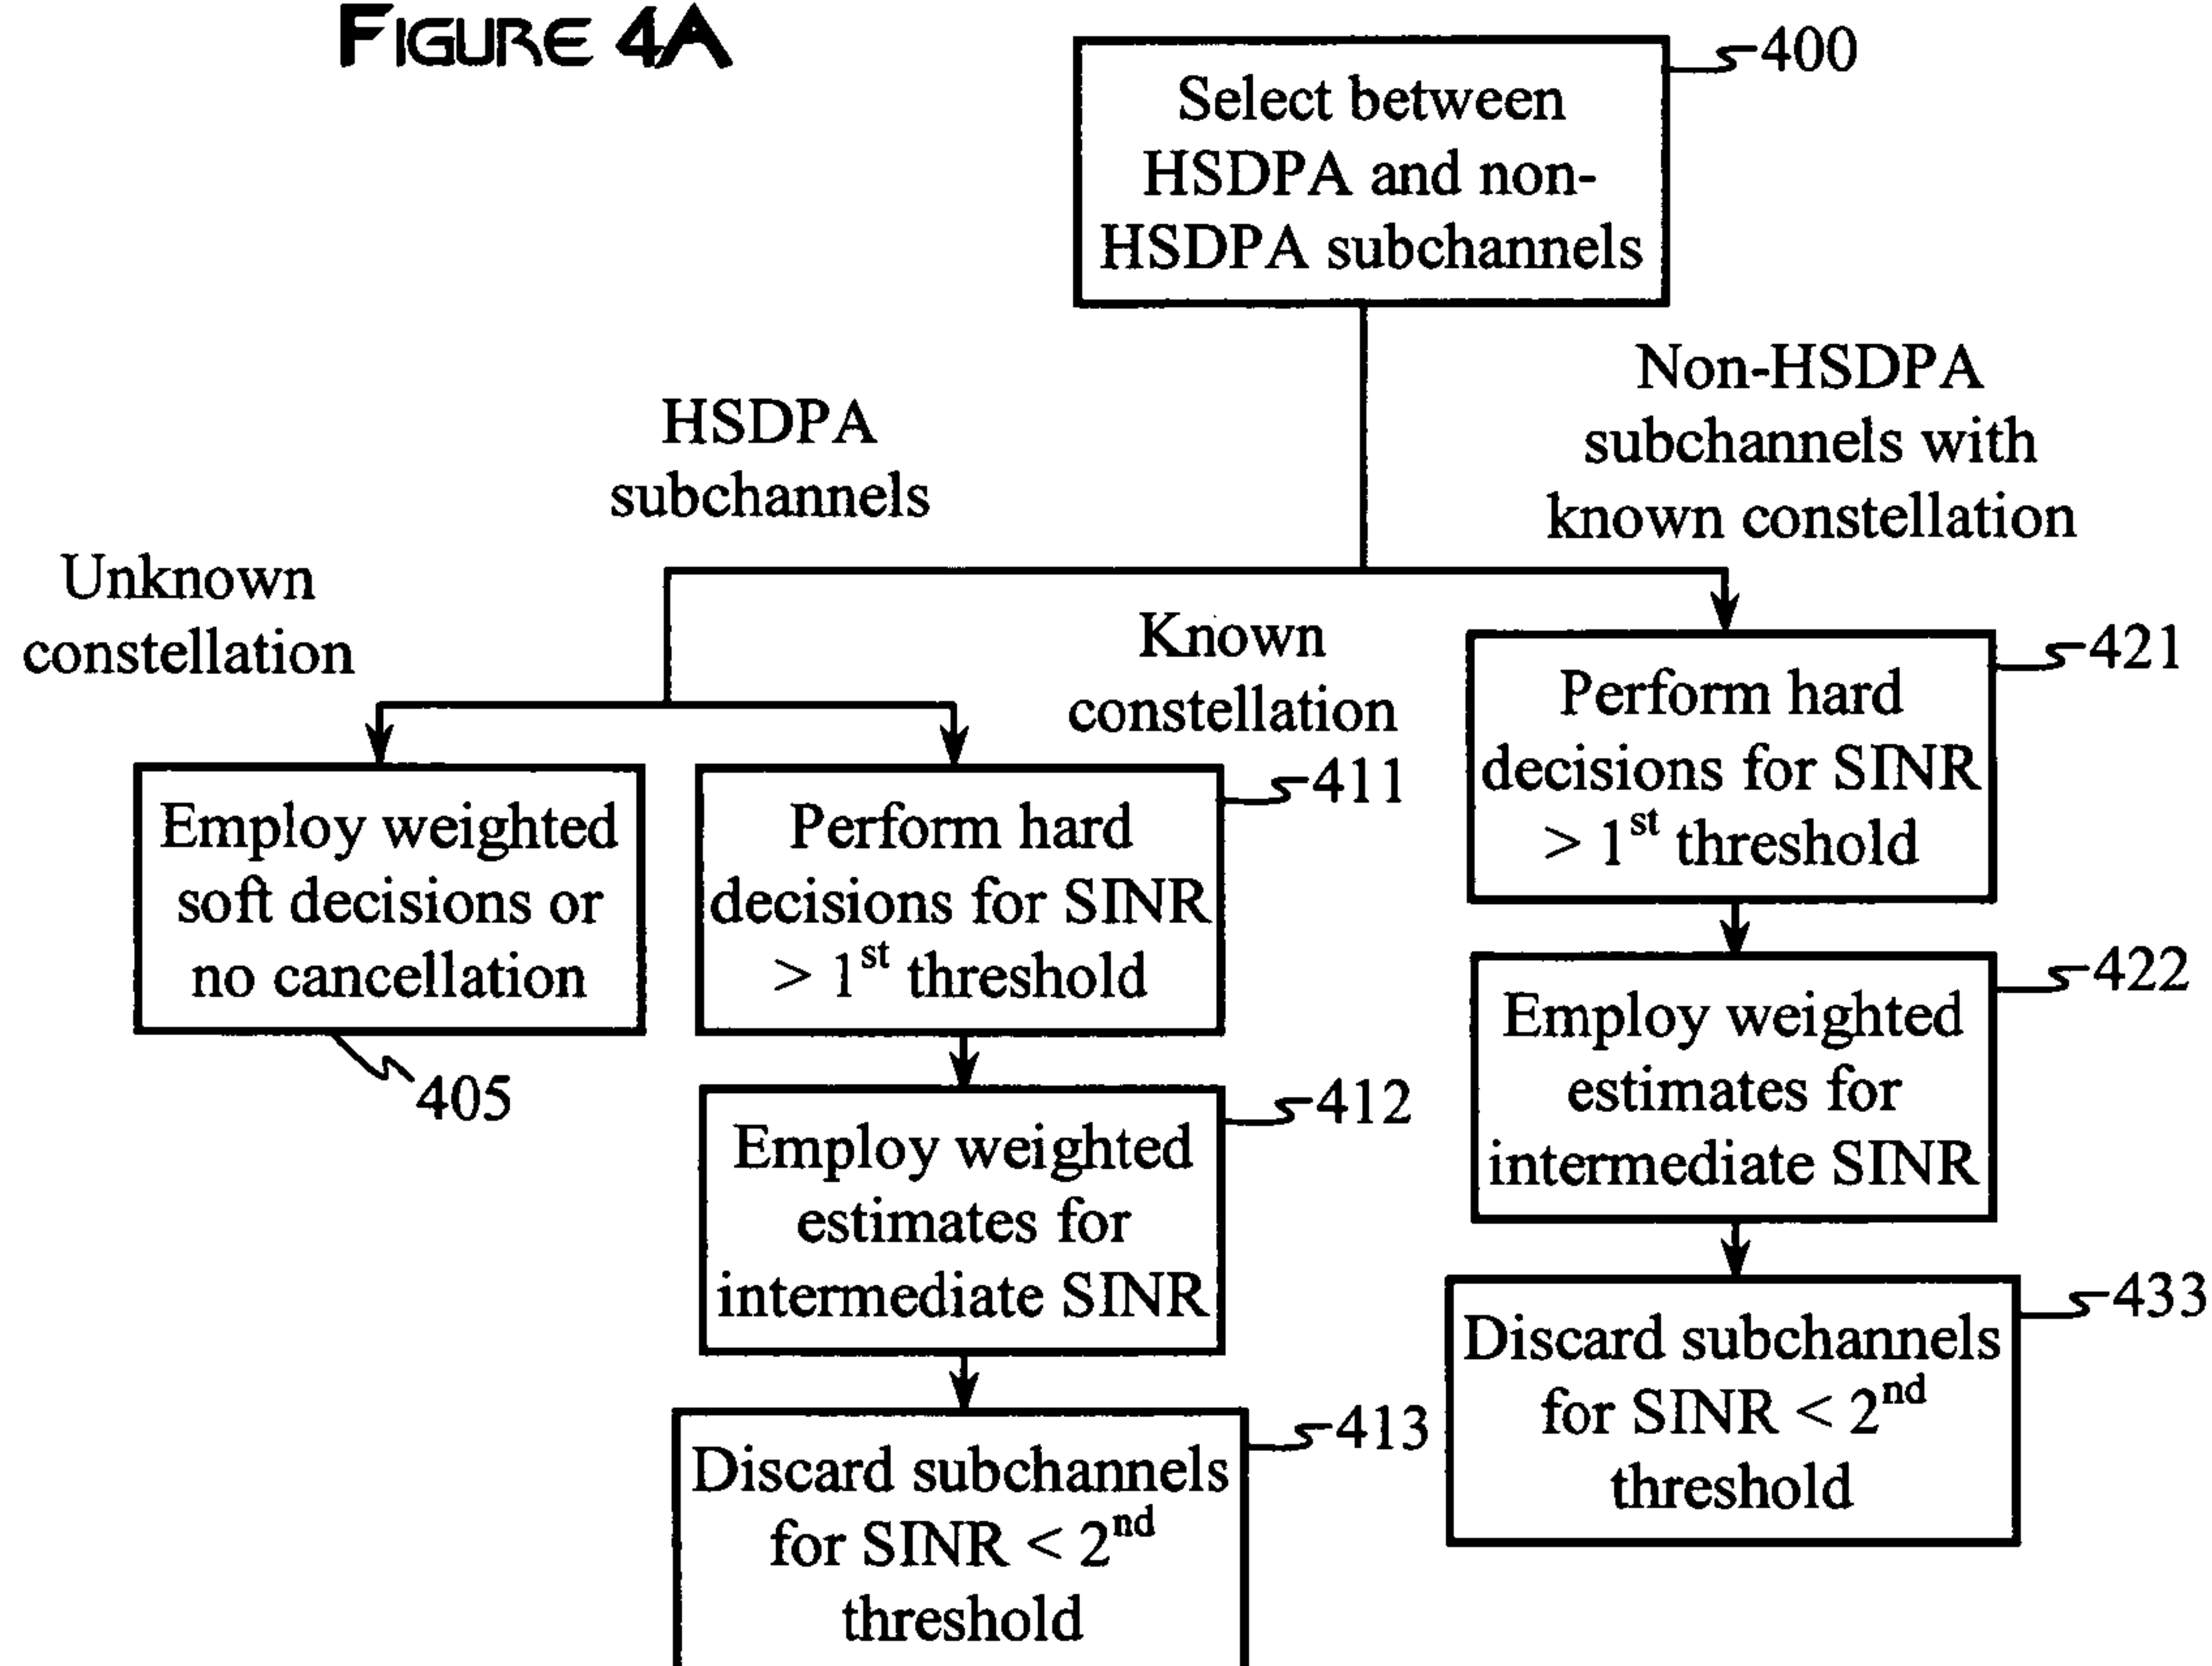 FIGURE 4A
400
Select between
HSDPA and non-
HSDPA subchannels
HSDPA
subchannels
Non-HSDPA
subchannels with
known constellation
Unknown
constellation
Known
constellation
405
Employ weighted
soft decisions or
no cancellation
411
Perform hard
decisions for SINR
> 1st threshold
412
Employ weighted
estimates for
intermediate SINR
413
Discard subchannels
for SINR < 2nd
threshold
421
Perform hard
decisions for SINR
> 1st threshold
422
Employ weighted
estimates for
intermediate SINR
433
Discard subchannels
for SINR < 2nd
threshold